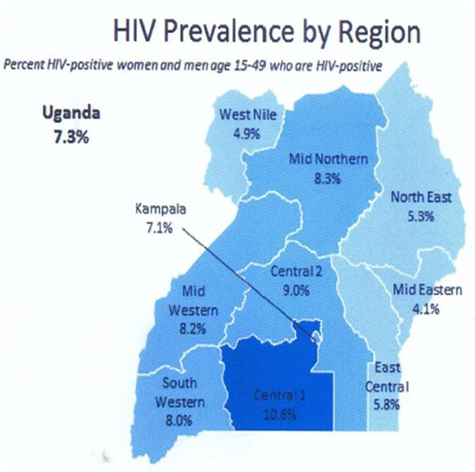 HIV Prevalence by Region
Percent HIV-positive women and men age 15-49 who are HIV-positive
Uganda
7.3%
West Nile
4.9%
Mid Northern
8.3%
North East
5.3%
Kampala
7.1%
Central 2
9.0%
Mid Eastern
4.1%
Mid
Western
8.2%
East
Central
5.8%
South
Western
8.0%
Central 1
10.6%